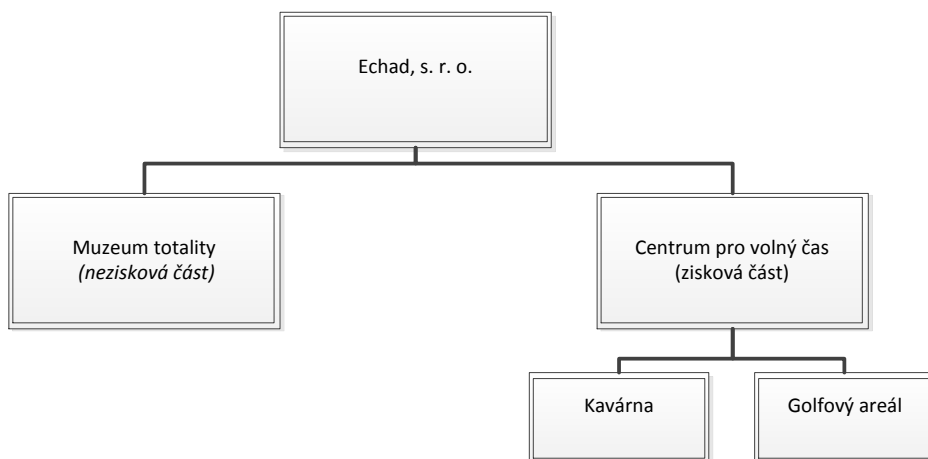 Echad, s. r. o.
Muzeum totality
(nezisková část)
Centrum pro volný čas
(zisková část)
Kavárna
Golfový areál